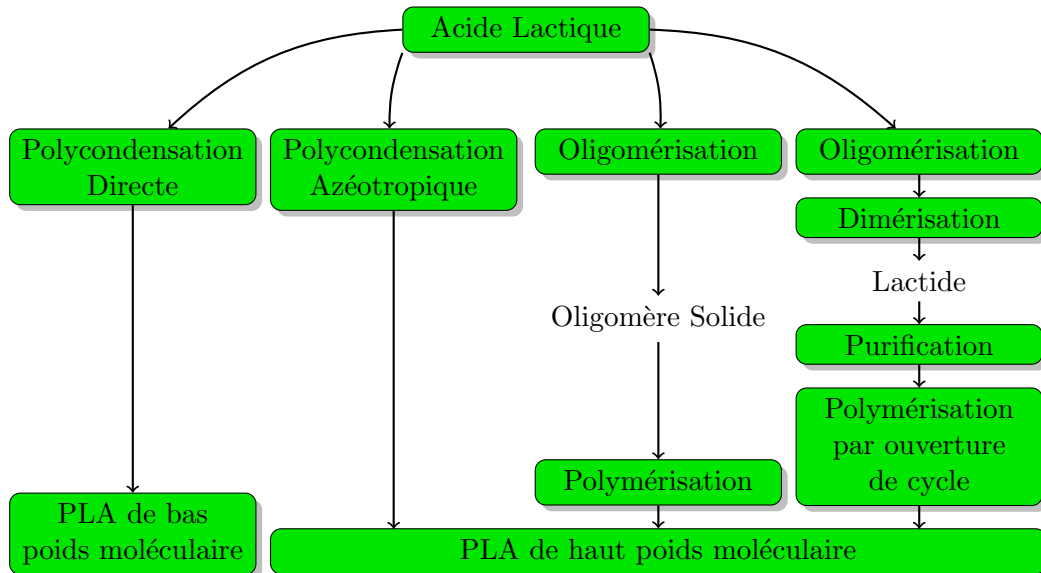 Acide Lactique
Polycondensation
Directe
Polycondensation
Azéotropique
Oligomérisation
Oligomérisation
Dimérisation
Lactide
Oligomère Solide
Purification
Polymérisation
par ouverture
de cycle
Polymérisation
PLA de bas
poids moléculaire
PLA de haut poids moléculaire